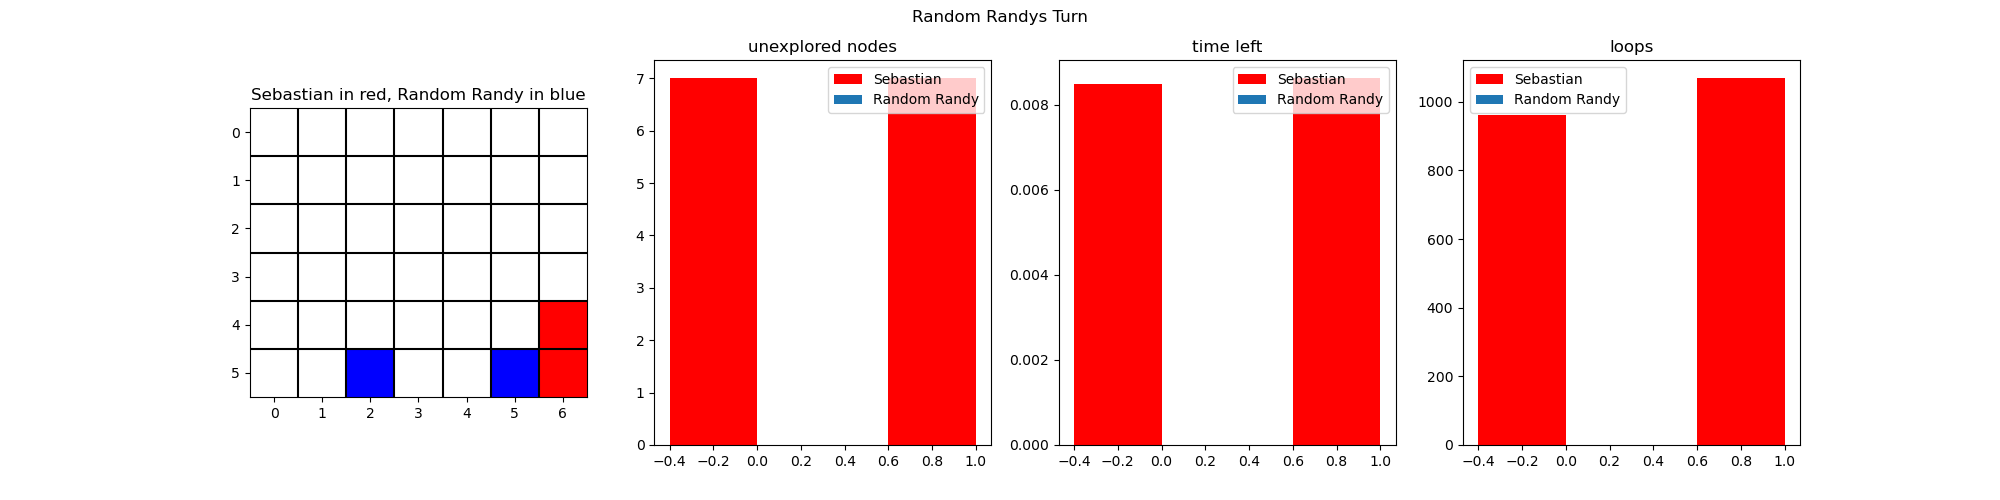 Random Randys Turn
Sebastian in red, Random Randy in blue
0
1
2
3
4
5
0 1 2 3 4 5 6
unexplored nodes
Sebastian
Random Randy
7
6
5
4
3
2
1
0
−0.4 −0.2 0.0 0.2 0.4 0.6 0.8 1.0
time left
Sebastian
Random Randy
0.008
0.006
0.004
0.002
0.000
−0.4 −0.2 0.0 0.2 0.4 0.6 0.8 1.0
loops
Sebastian
Random Randy
1000
800
600
400
200
0
−0.4 −0.2 0.0 0.2 0.4 0.6 0.8 1.0